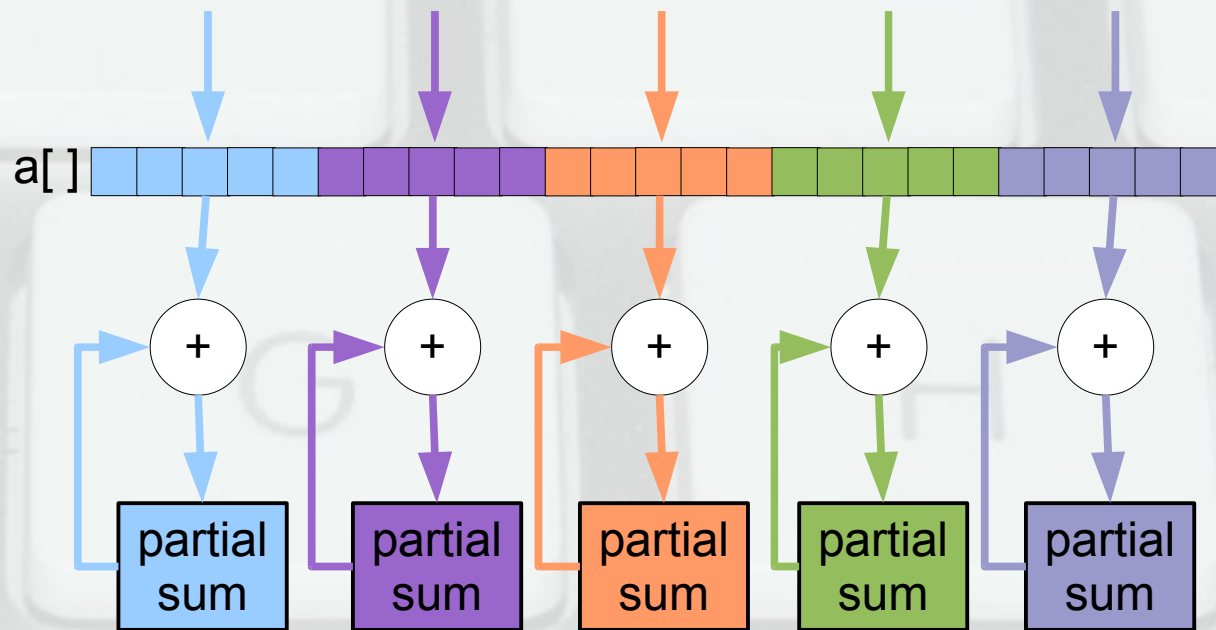 a[ ]
+ + + + +
partial partial partial partial partial
sum sum sum sum sum
G H